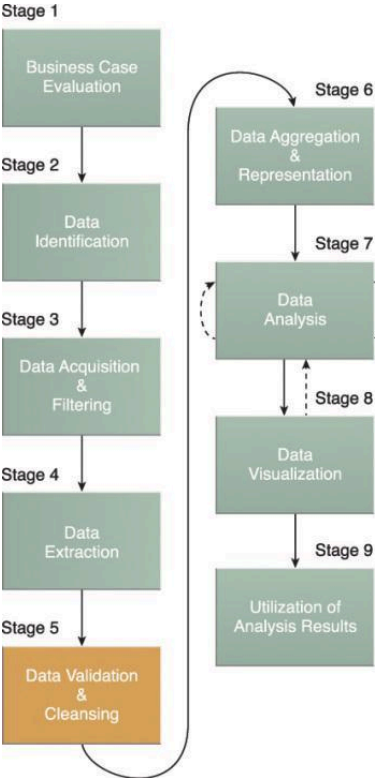 Stage 1
Business Case
Evaluation
Stage 2
Data
Identification
Stage 3
Data Acquisition
&
Filtering
Stage 4
Data
Extraction
Stage 5
Data Validation
&
Cleansing
Stage 6
Data Aggregation
&
Representation
Stage 7
Data
Analysis
Stage 8
Data
Visualization
Stage 9
Utilization of
Analysis Results